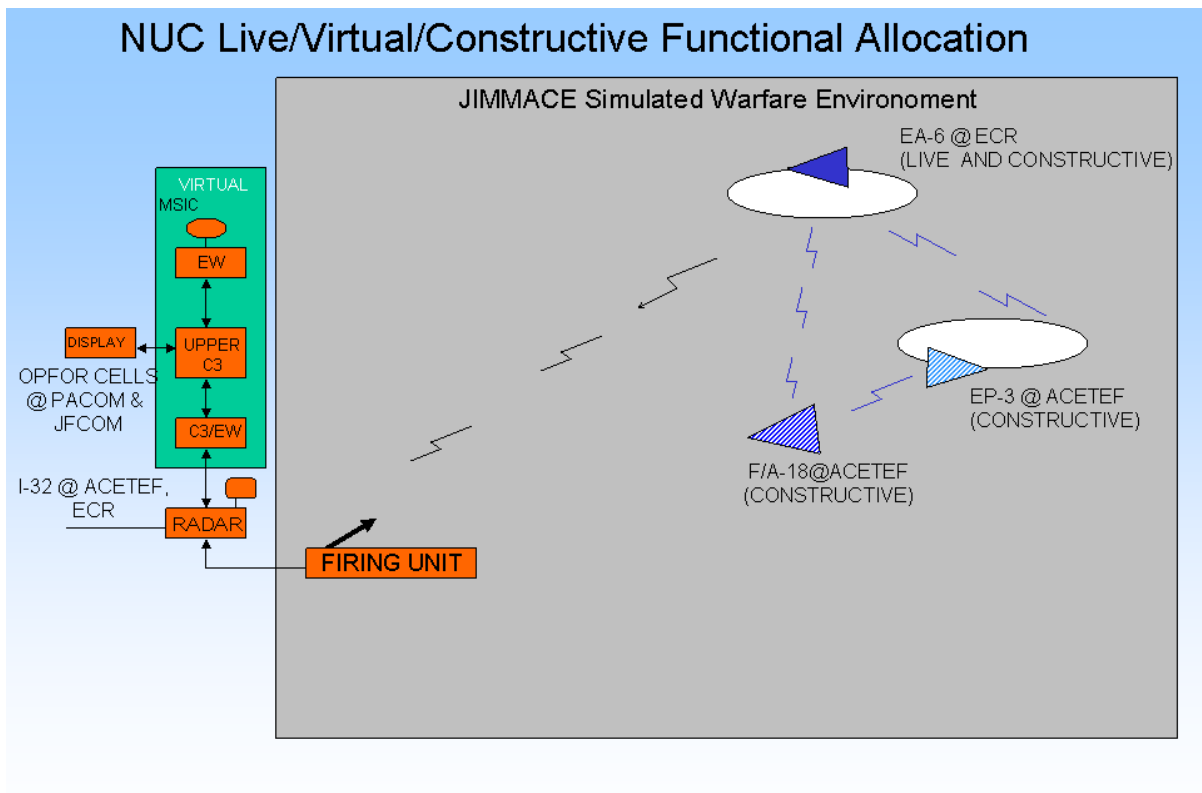 NUC Live/Virtual/Constructive Functional Allocation
JIMMACE Simulated Warfare Environoment
EA-6 @ ECR
(LIVE AND CONSTRUCTIVE)
VIRTUAL
MSIC
EW
DISPLAY
UPPER
C3
OPFOR CELLS
@ PACOM &
JFCOM
C3/EW
EP-3 @ ACETEF
(CONSTRUCTIVE)
F/A-18@ACETEF
(CONSTRUCTIVE)
I-32 @ ACETEF,
ECR
RADAR
FIRING UNIT